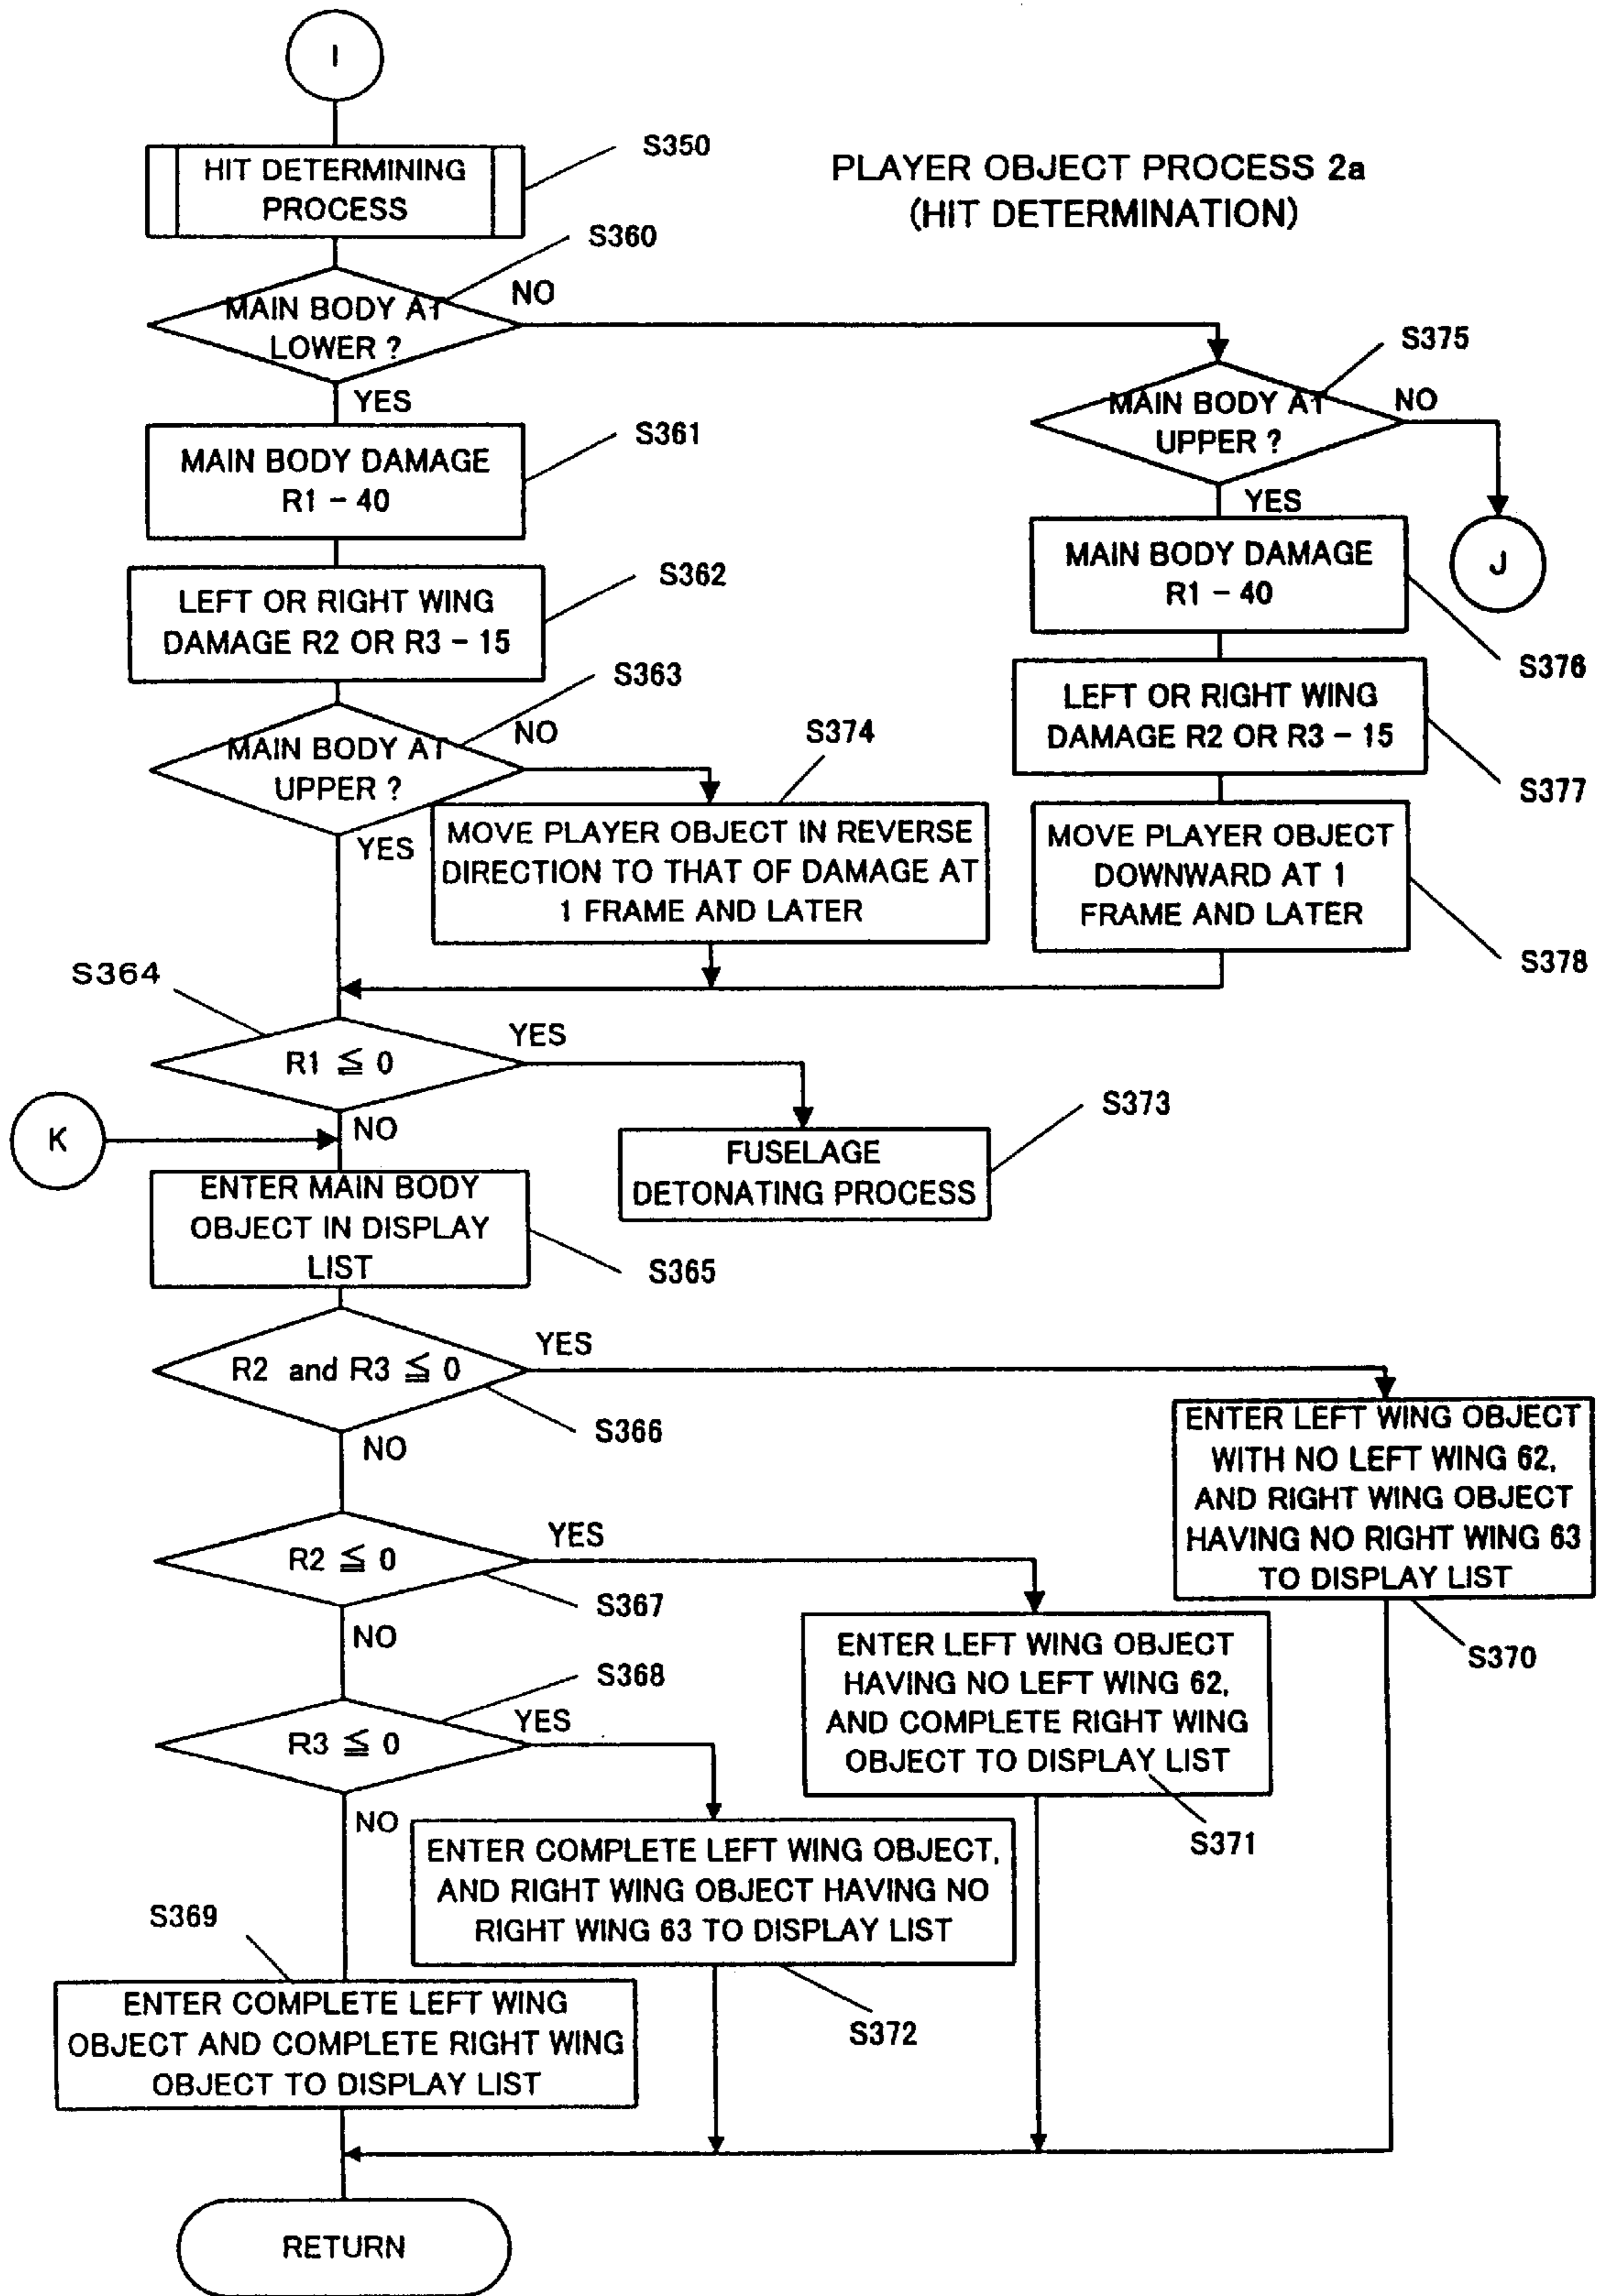 I
HIT DETERMINING
PROCESS
S350
PLAYER OBJECT PROCESS 2a
(HIT DETERMINATION)
S360
MAIN BODY AT
LOWER ?
NO
YES
S375
MAIN BODY AT
UPPER ?
NO
YES
J
MAIN BODY DAMAGE
R1 − 40
S361
MAIN BODY DAMAGE
R1 − 40
S376
LEFT OR RIGHT WING
DAMAGE R2 OR R3 − 15
S362
LEFT OR RIGHT WING
DAMAGE R2 OR R3 − 15
S377
S363
MAIN BODY AT
UPPER ?
NO
YES
S374
MOVE PLAYER OBJECT IN REVERSE
DIRECTION TO THAT OF DAMAGE AT
1 FRAME AND LATER
MOVE PLAYER OBJECT
DOWNWARD AT 1
FRAME AND LATER
S378
S364
R1 ≦ 0
YES
NO
K
S373
FUSELAGE
DETONATING PROCESS
ENTER MAIN BODY
OBJECT IN DISPLAY
LIST
S365
R2 and R3 ≦ 0
YES
S366
NO
ENTER LEFT WING OBJECT
WITH NO LEFT WING 62,
AND RIGHT WING OBJECT
HAVING NO RIGHT WING 63
TO DISPLAY LIST
S370
R2 ≦ 0
YES
S367
NO
ENTER LEFT WING OBJECT
HAVING NO LEFT WING 62,
AND COMPLETE RIGHT WING
OBJECT TO DISPLAY LIST
S371
S368
R3 ≦ 0
YES
NO
ENTER COMPLETE LEFT WING OBJECT,
AND RIGHT WING OBJECT HAVING NO
RIGHT WING 63 TO DISPLAY LIST
S372
S369
ENTER COMPLETE LEFT WING
OBJECT AND COMPLETE RIGHT WING
OBJECT TO DISPLAY LIST
RETURN